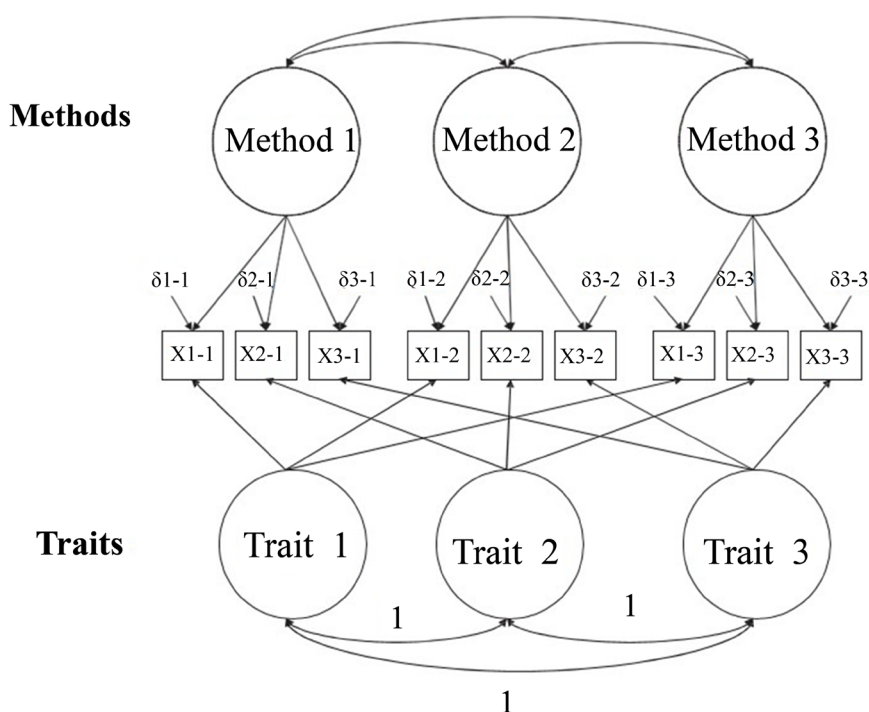 Methods
Method 1 Method 2 Method 3
δ1-1 δ2-1 δ3-1 δ1-2 δ2-2 δ3-2 δ1-3 δ2-3 δ3-3
X1-1 X2-1 X3-1 X1-2 X2-2 X3-2 X1-3 X2-3 X3-3
Traits
Trait 1 Trait 2 Trait 3
1 1
1